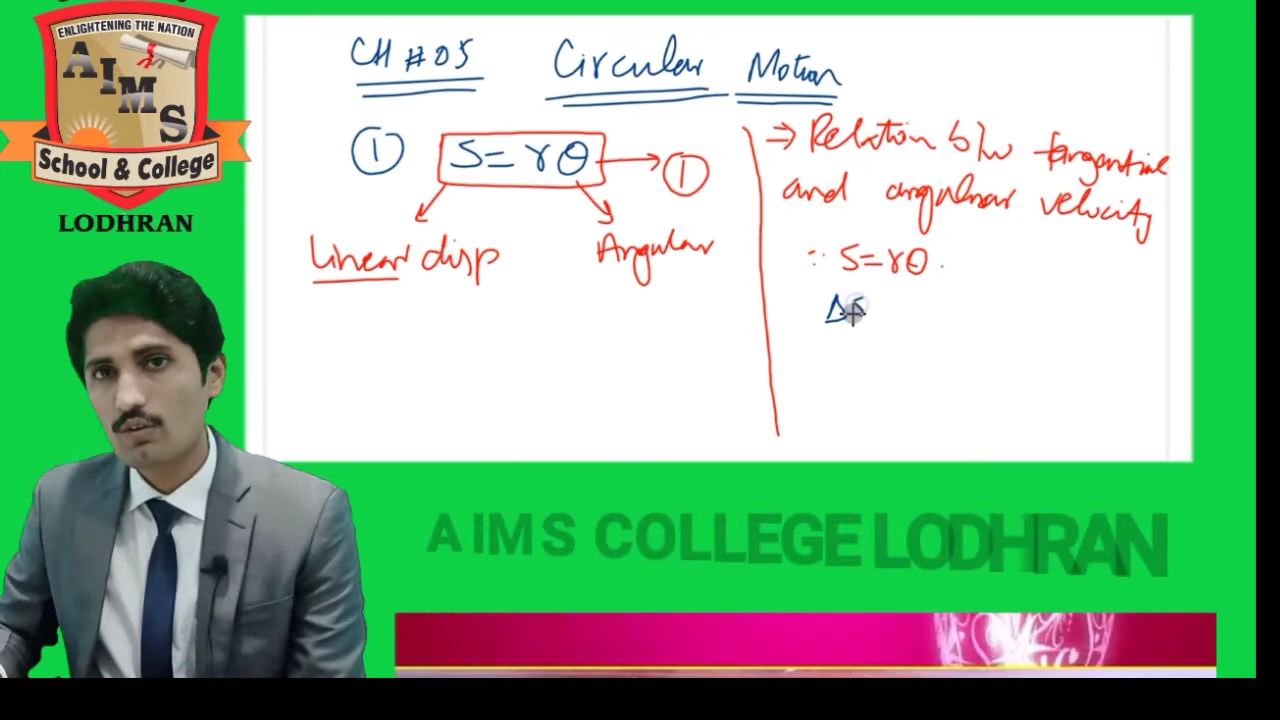 ENLIGHTENING THE NATION
AIMS
School & College
LODHRAN
CH # 05 Circular Motion
① S = rθ → ①
Linear disp Angular
⇒ Relation b/w tangential
and angular velocity
∵ S = rθ.
ΔS
AIMS COLLEGE LODHRAN